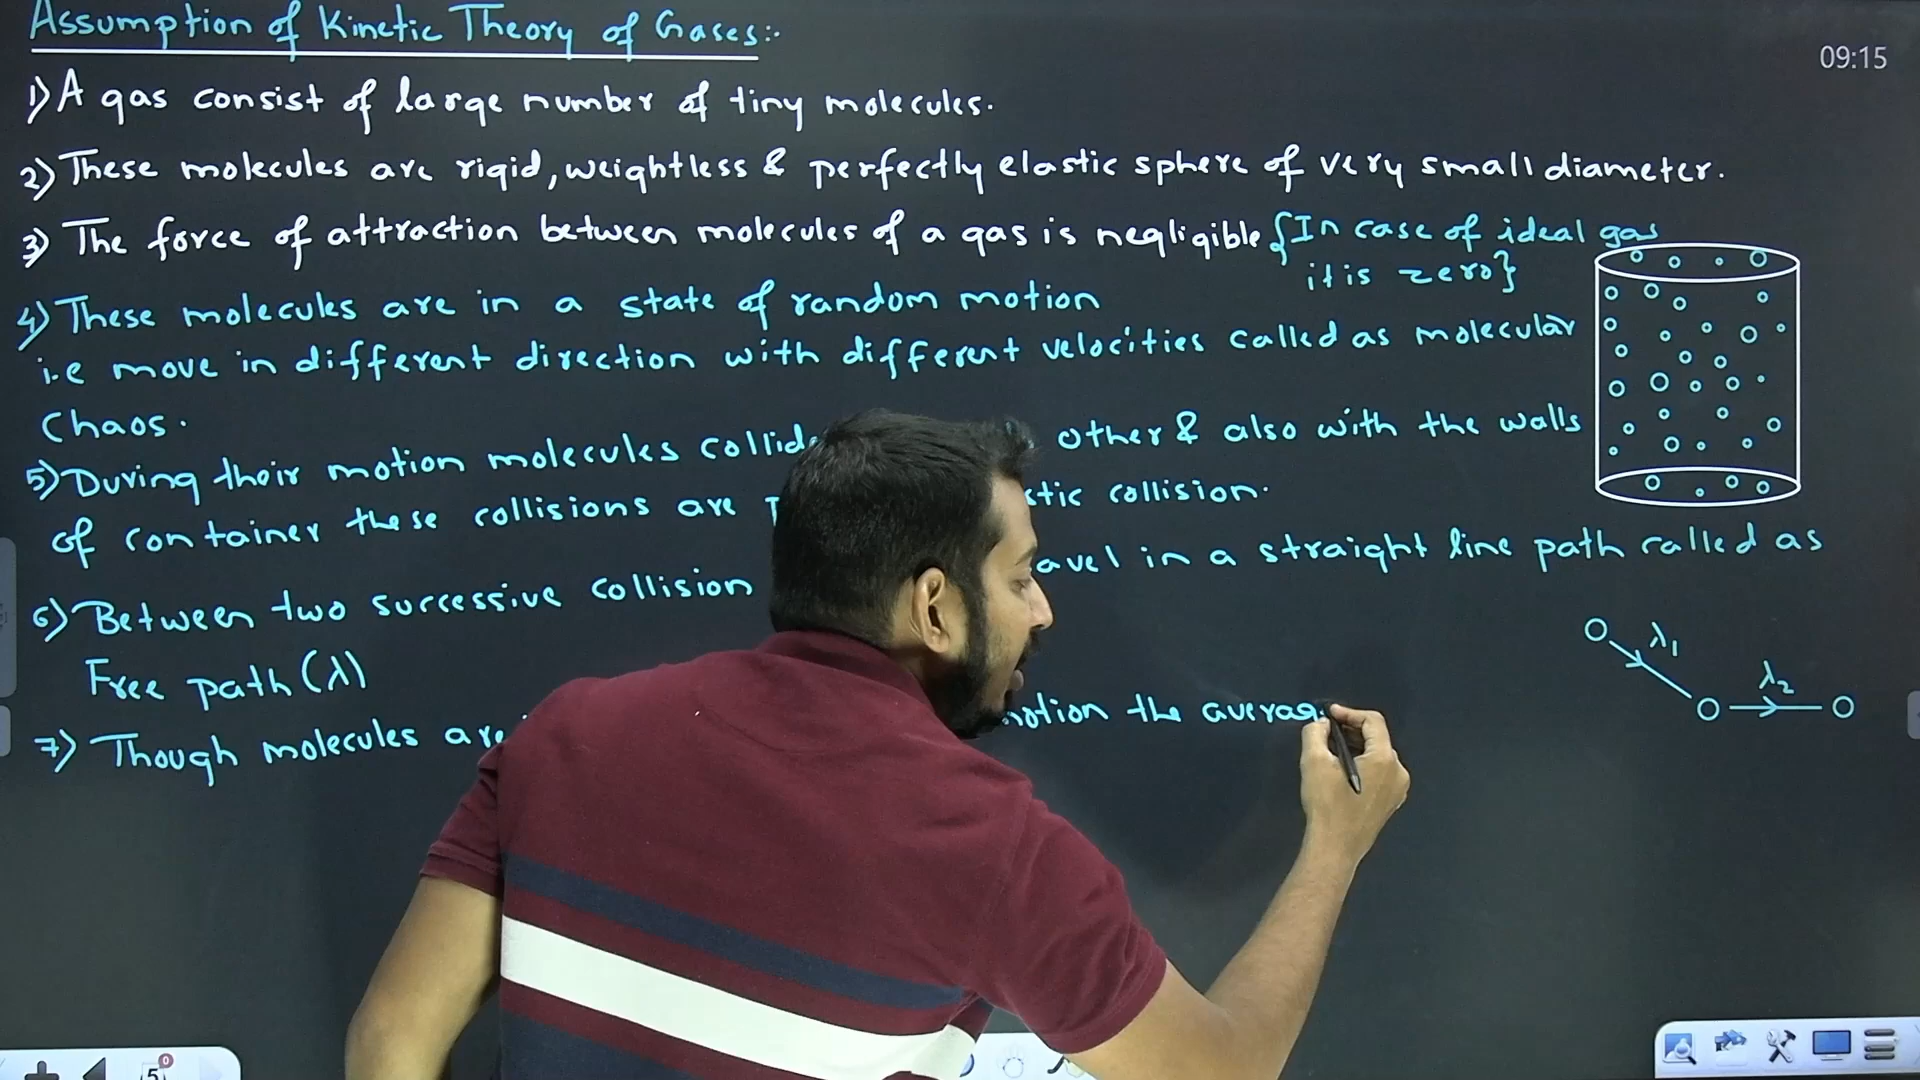 Assumption of Kinetic Theory of Gases:-
09:15
1) A gas consist of large number of tiny molecules.
2) These molecules are rigid, weightless & perfectly elastic sphere of very small diameter.
3) The force of attraction between molecules of a gas is negligible {In case of ideal gas
it is zero}
4) These molecules are in a state of random motion
i.e move in different direction with different velocities called as molecular
Chaos.
5) During their motion molecules collide other & also with the walls
of container these collisions are collision.
6) Between two successive collision in a straight line path called as
Free path (λ)
λ1
λ2
7) Though molecules are motion the averag
5
0